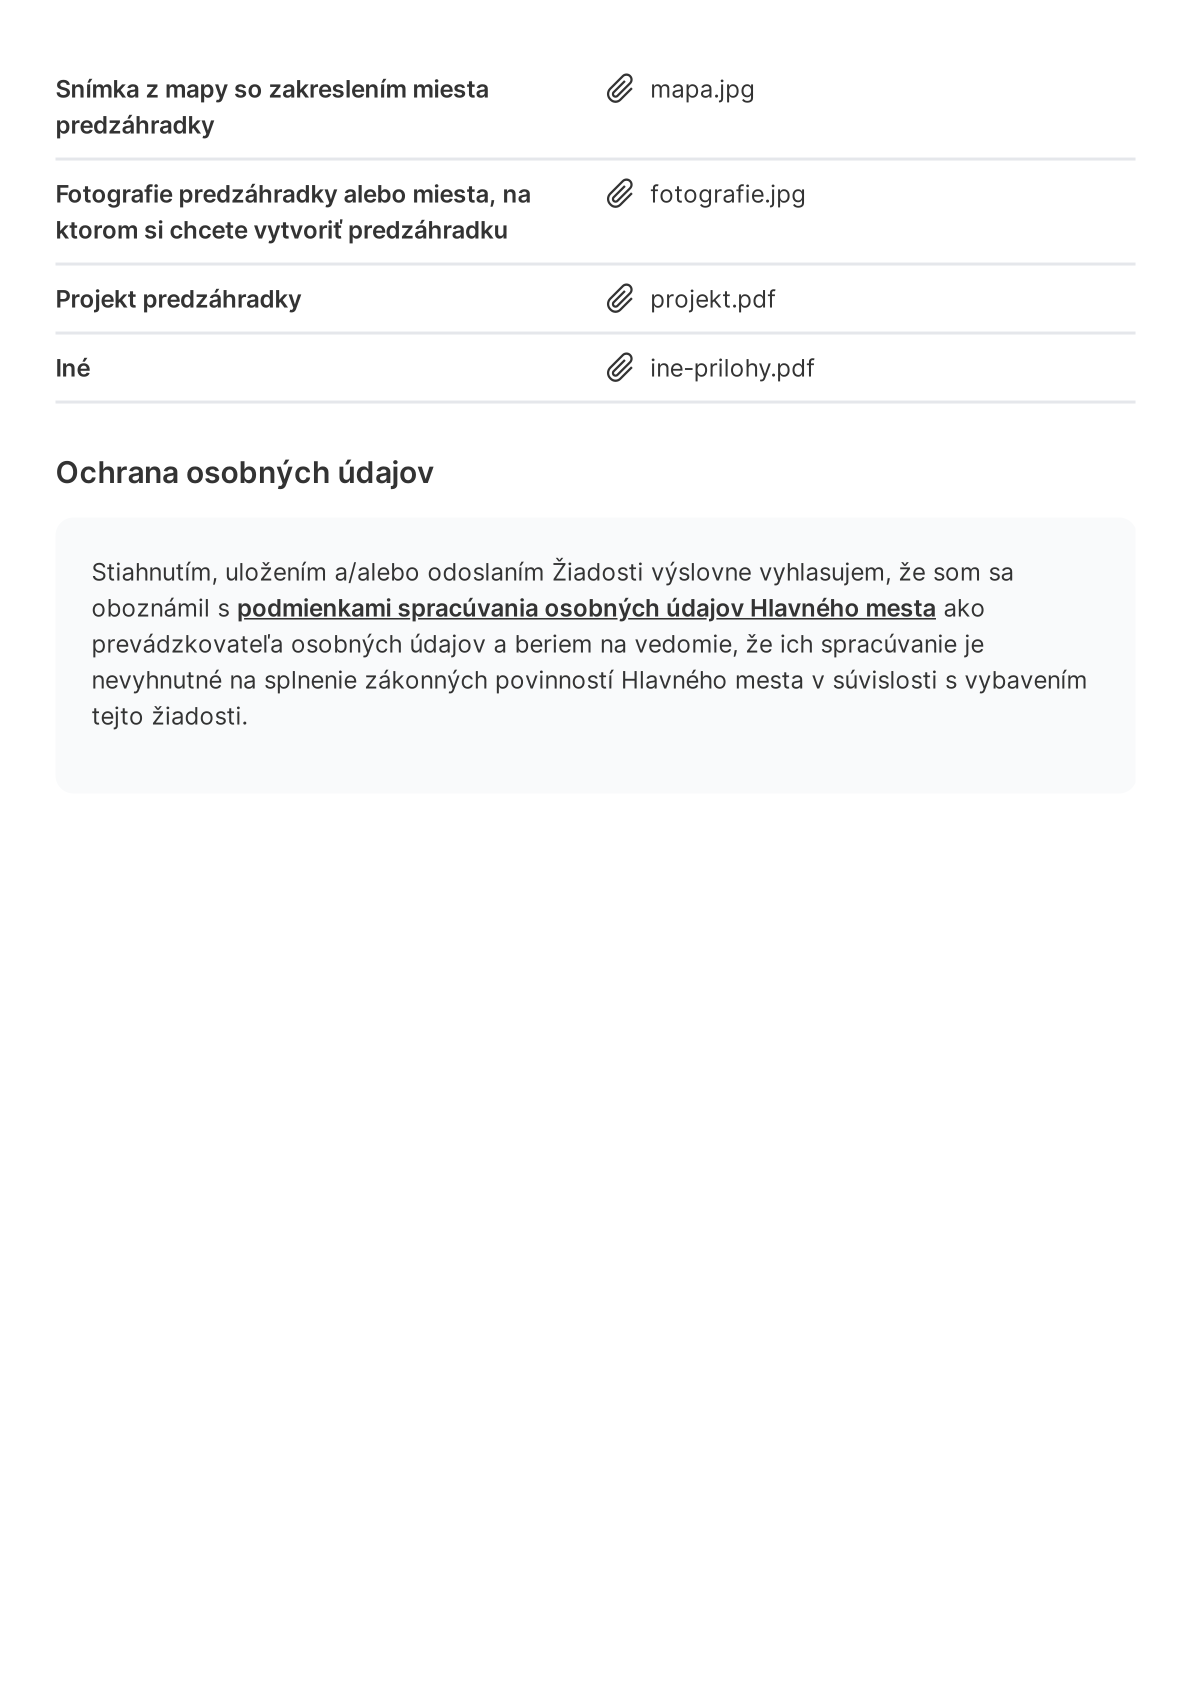 Snímka z mapy so zakreslením miesta
predzáhradky
mapa.jpg
Fotografie predzáhradky alebo miesta, na
ktorom si chcete vytvoriť predzáhradku
fotografie.jpg
Projekt predzáhradky
projekt.pdf
Iné
ine-prilohy.pdf
Ochrana osobných údajov
Stiahnutím, uložením a/alebo odoslaním Žiadosti výslovne vyhlasujem, že som sa
oboznámil s podmienkami spracúvania osobných údajov Hlavného mesta ako
prevádzkovateľa osobných údajov a beriem na vedomie, že ich spracúvanie je
nevyhnutné na splnenie zákonných povinností Hlavného mesta v súvislosti s vybavením
tejto žiadosti.